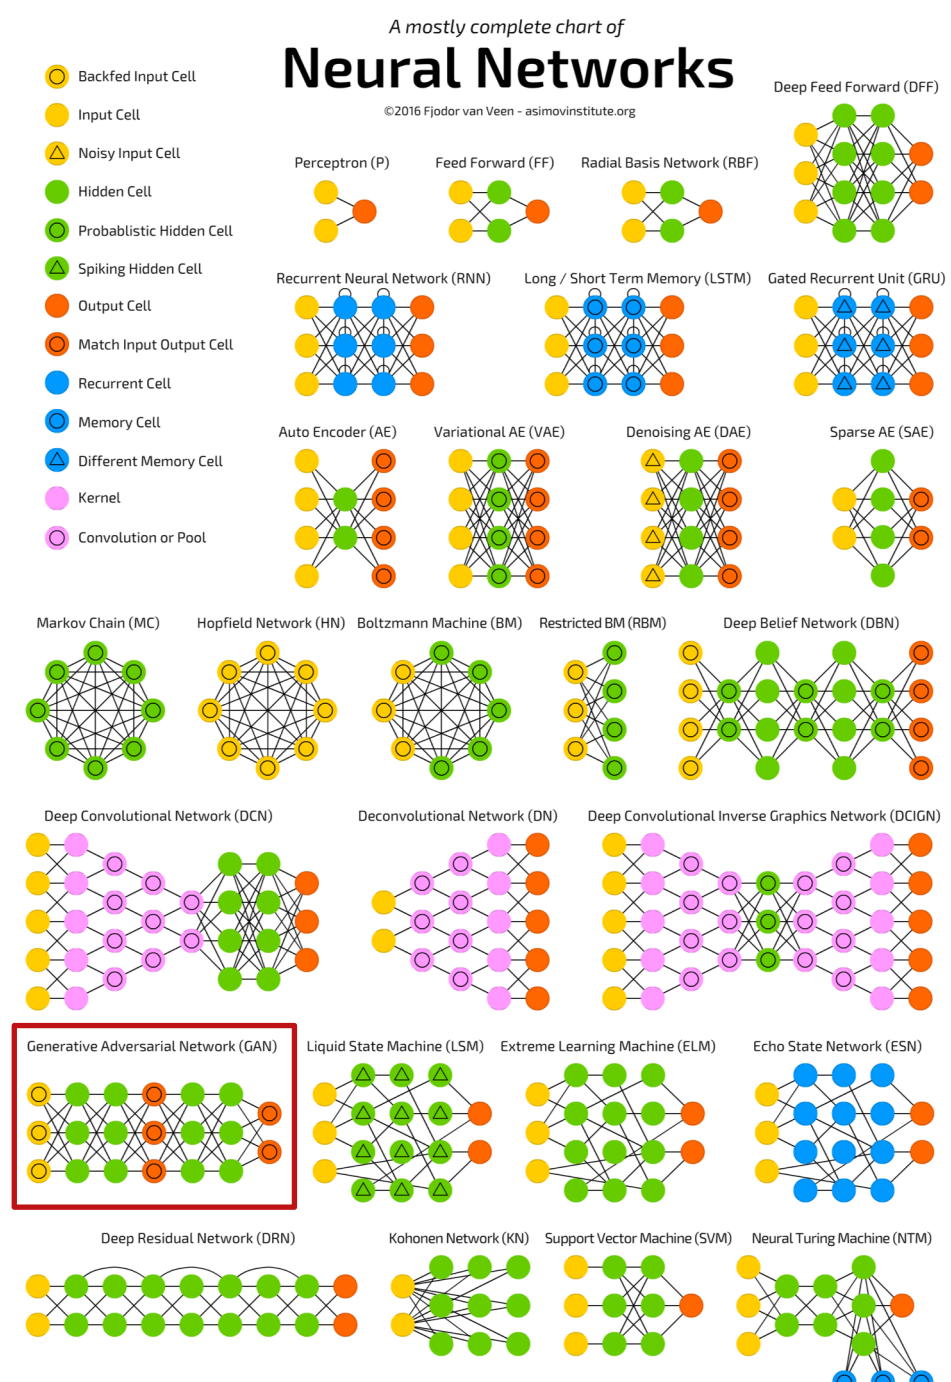 A mostly complete chart of
Neural Networks
©2016 Fjodor van Veen - asimovinstitute.org
Backfed Input Cell
Input Cell
Noisy Input Cell
Hidden Cell
Probablistic Hidden Cell
Spiking Hidden Cell
Output Cell
Match Input Output Cell
Recurrent Cell
Memory Cell
Different Memory Cell
Kernel
Convolution or Pool
Deep Feed Forward (DFF)
Perceptron (P)
Feed Forward (FF)
Radial Basis Network (RBF)
Recurrent Neural Network (RNN)
Long / Short Term Memory (LSTM)
Gated Recurrent Unit (GRU)
Auto Encoder (AE)
Variational AE (VAE)
Denoising AE (DAE)
Sparse AE (SAE)
Markov Chain (MC)
Hopfield Network (HN)
Boltzmann Machine (BM)
Restricted BM (RBM)
Deep Belief Network (DBN)
Deep Convolutional Network (DCN)
Deconvolutional Network (DN)
Deep Convolutional Inverse Graphics Network (DCIGN)
Generative Adversarial Network (GAN)
Liquid State Machine (LSM)
Extreme Learning Machine (ELM)
Echo State Network (ESN)
Deep Residual Network (DRN)
Kohonen Network (KN)
Support Vector Machine (SVM)
Neural Turing Machine (NTM)